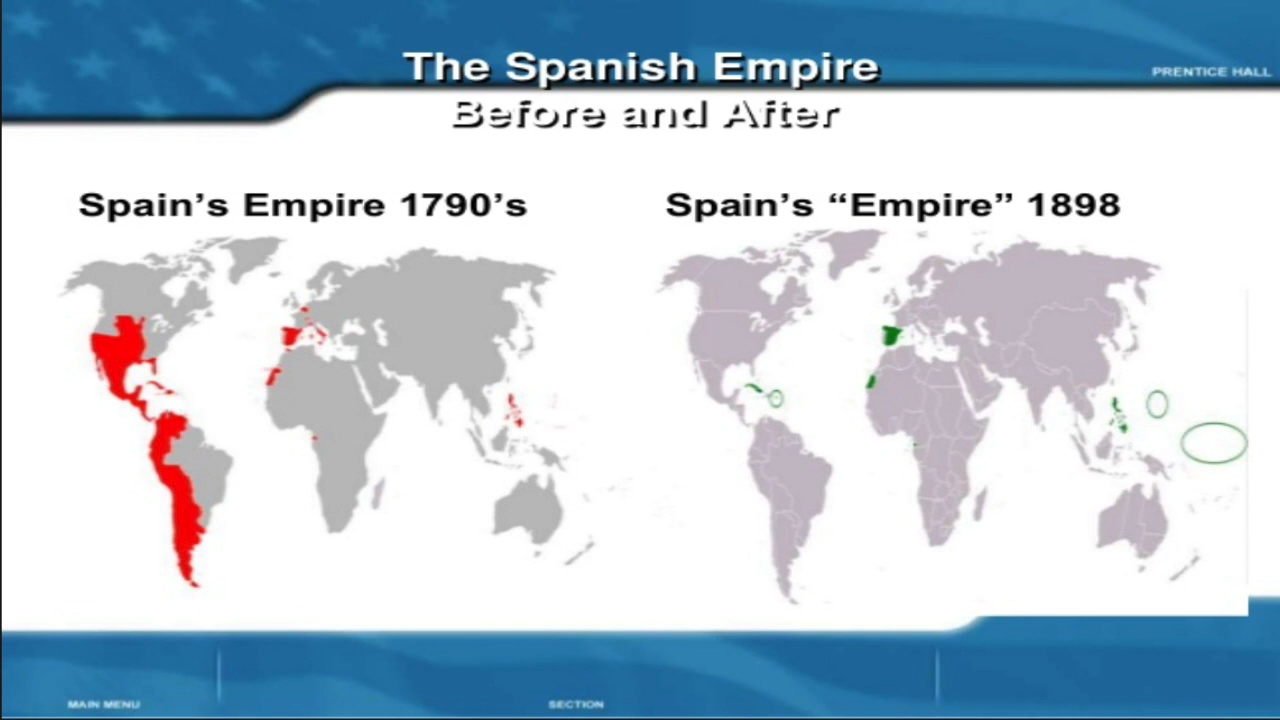 The Spanish Empire
PRENTICE HALL
Before and After
Spain's Empire 1790's
Spain's “Empire” 1898
MAIN MENU
SECTION